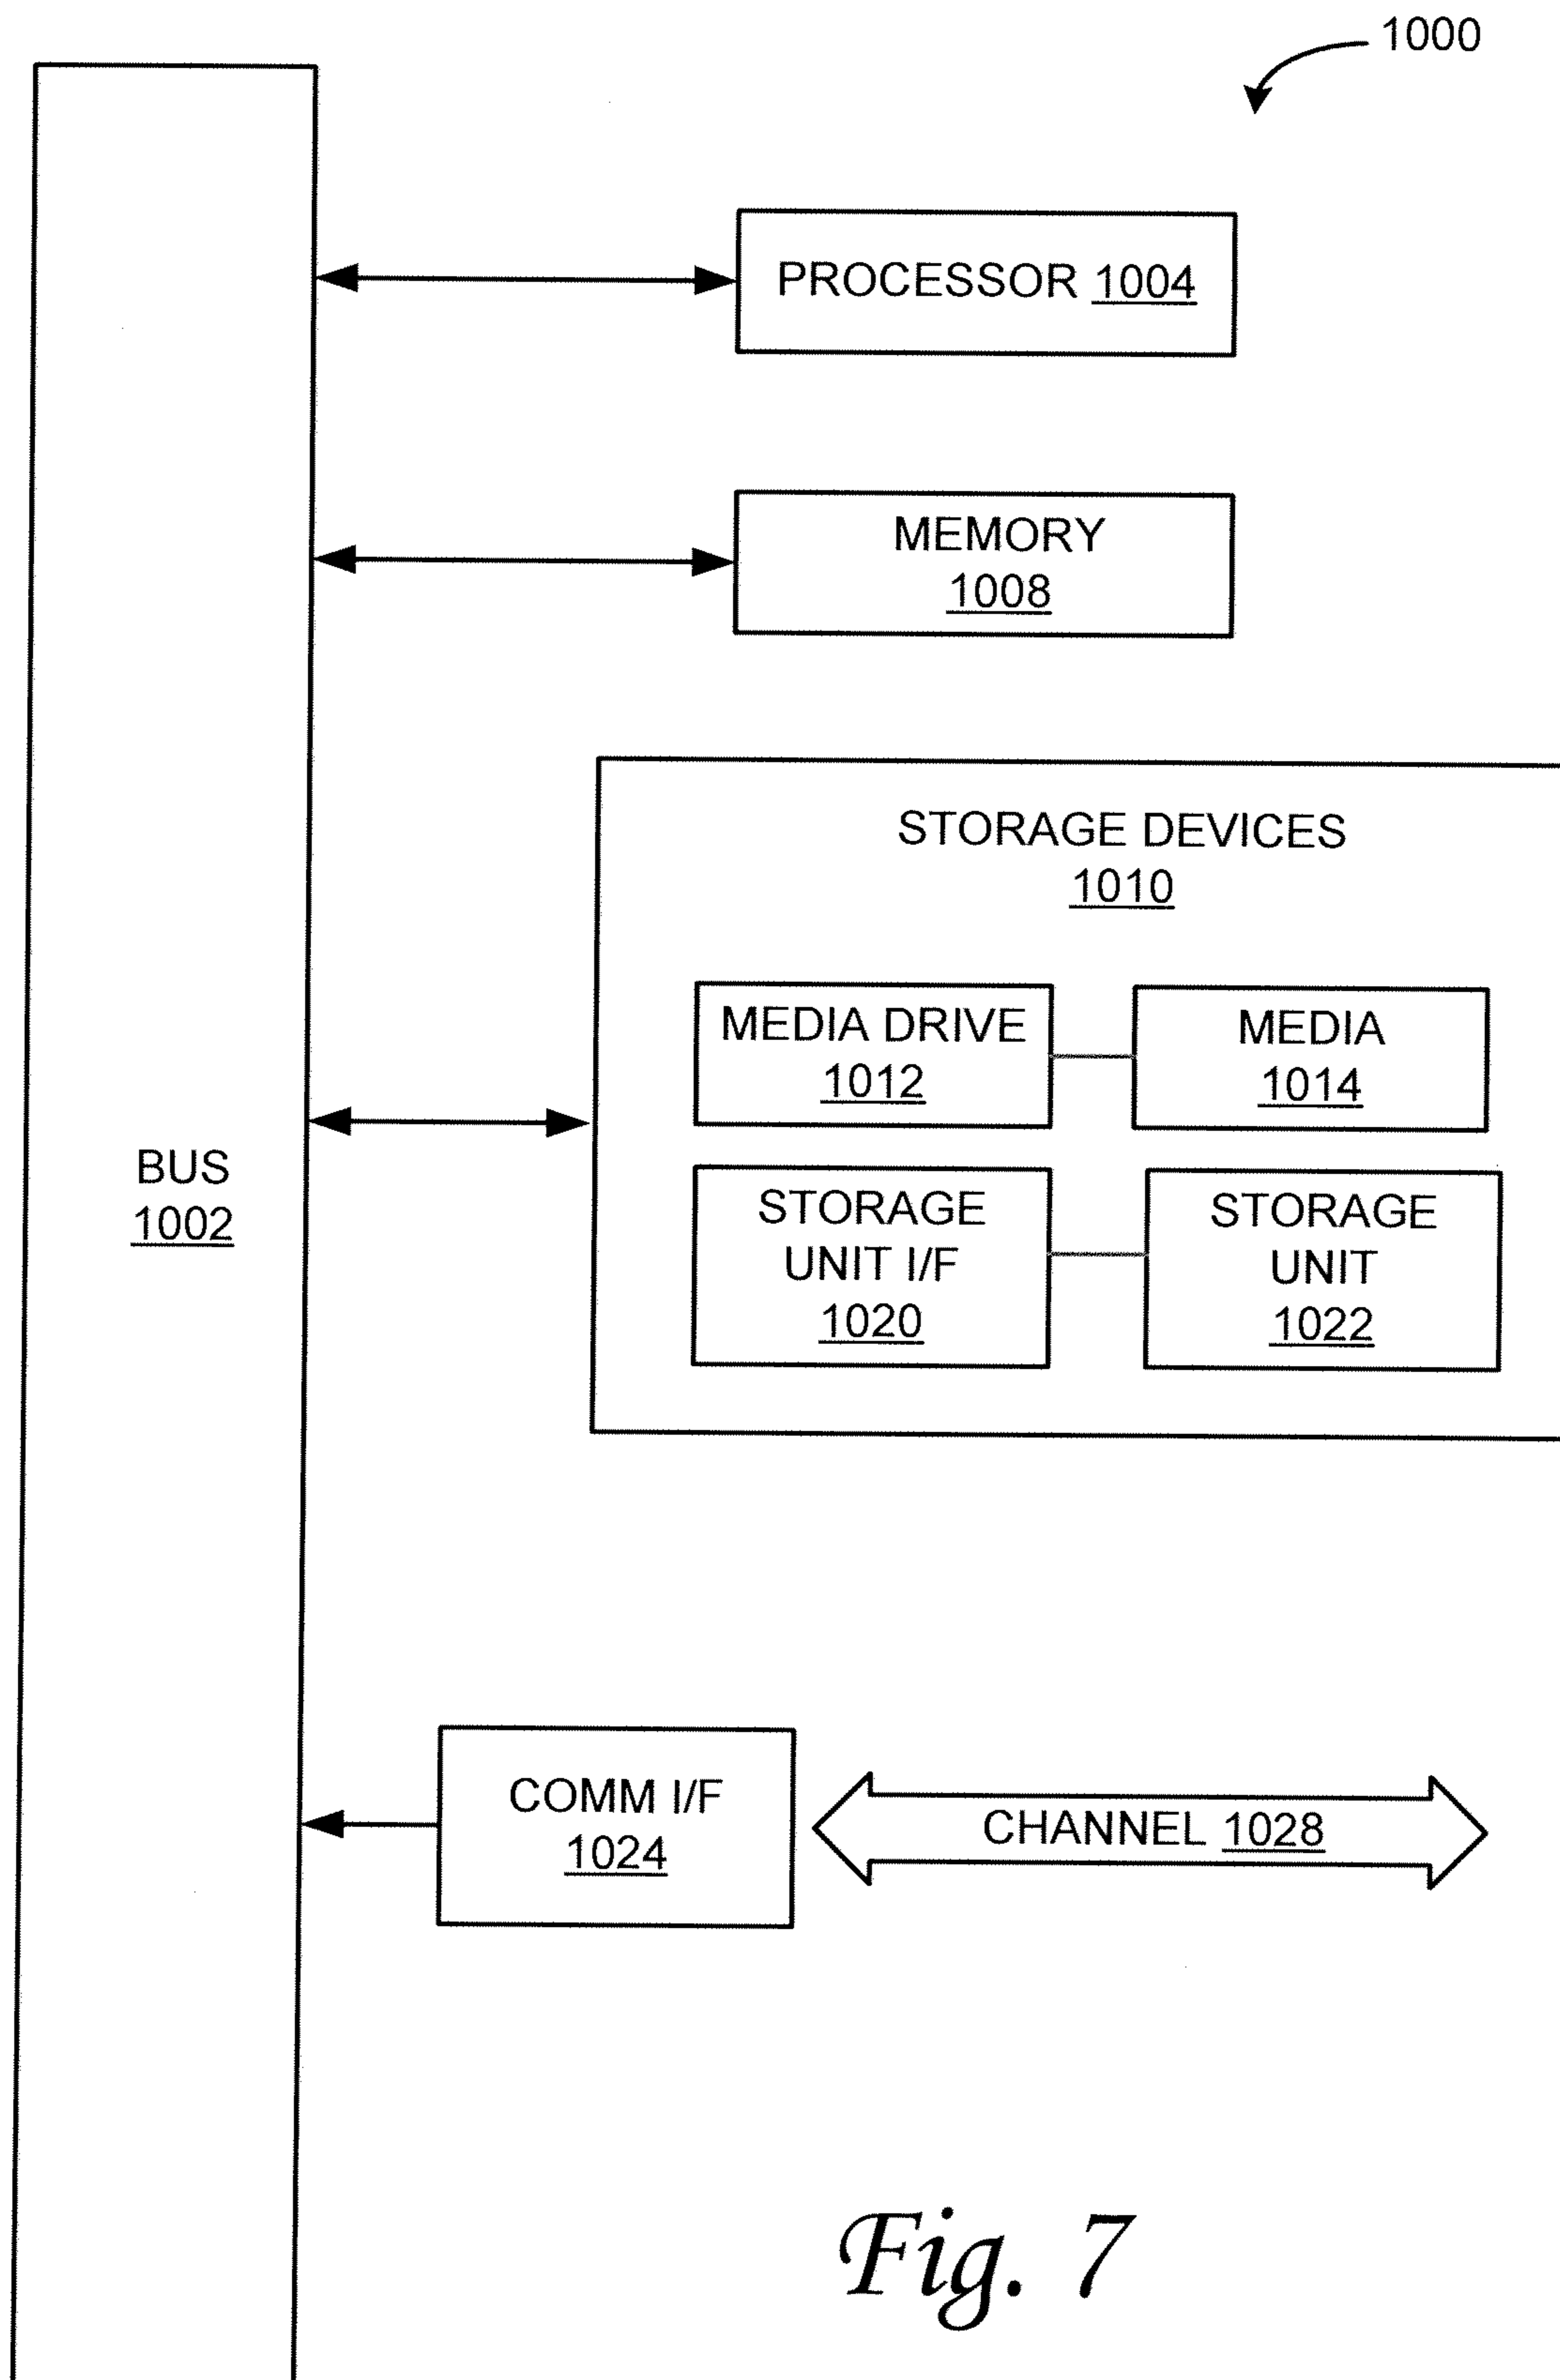 1000
PROCESSOR 1004
MEMORY
1008
STORAGE DEVICES
1010
MEDIA DRIVE
1012
MEDIA
1014
STORAGE
UNIT I/F
1020
STORAGE
UNIT
1022
BUS
1002
COMM I/F
1024
CHANNEL 1028
Fig. 7